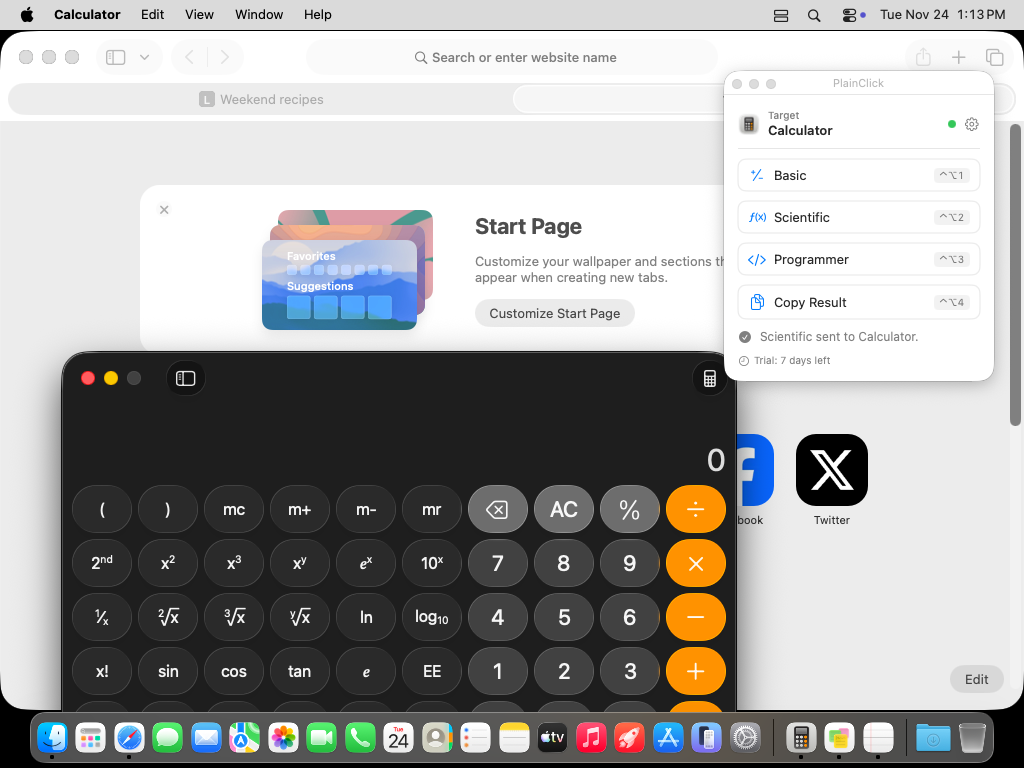 Calculator Edit View Window Help Tue Nov 24 1:13 PM
Search or enter website name
L Weekend recipes
PlainClick
Target
Calculator
Basic ^⌥1
f(x) Scientific ^⌥2
Programmer ^⌥3
Copy Result ^⌥4
Scientific sent to Calculator.
Trial: 7 days left
Start Page
Customize your wallpaper and sections th
appear when creating new tabs.
Customize Start Page
Favorites
Suggestions
0
( ) mc m+ m- mr AC % ÷
2nd x² x³ xʸ eˣ 10ˣ 7 8 9 ×
¹⁄ₓ ²√x ³√x ʸ√x ln log₁₀ 4 5 6 −
x! sin cos tan e EE 1 2 3 +
book Twitter
Edit
Tue
24
tv